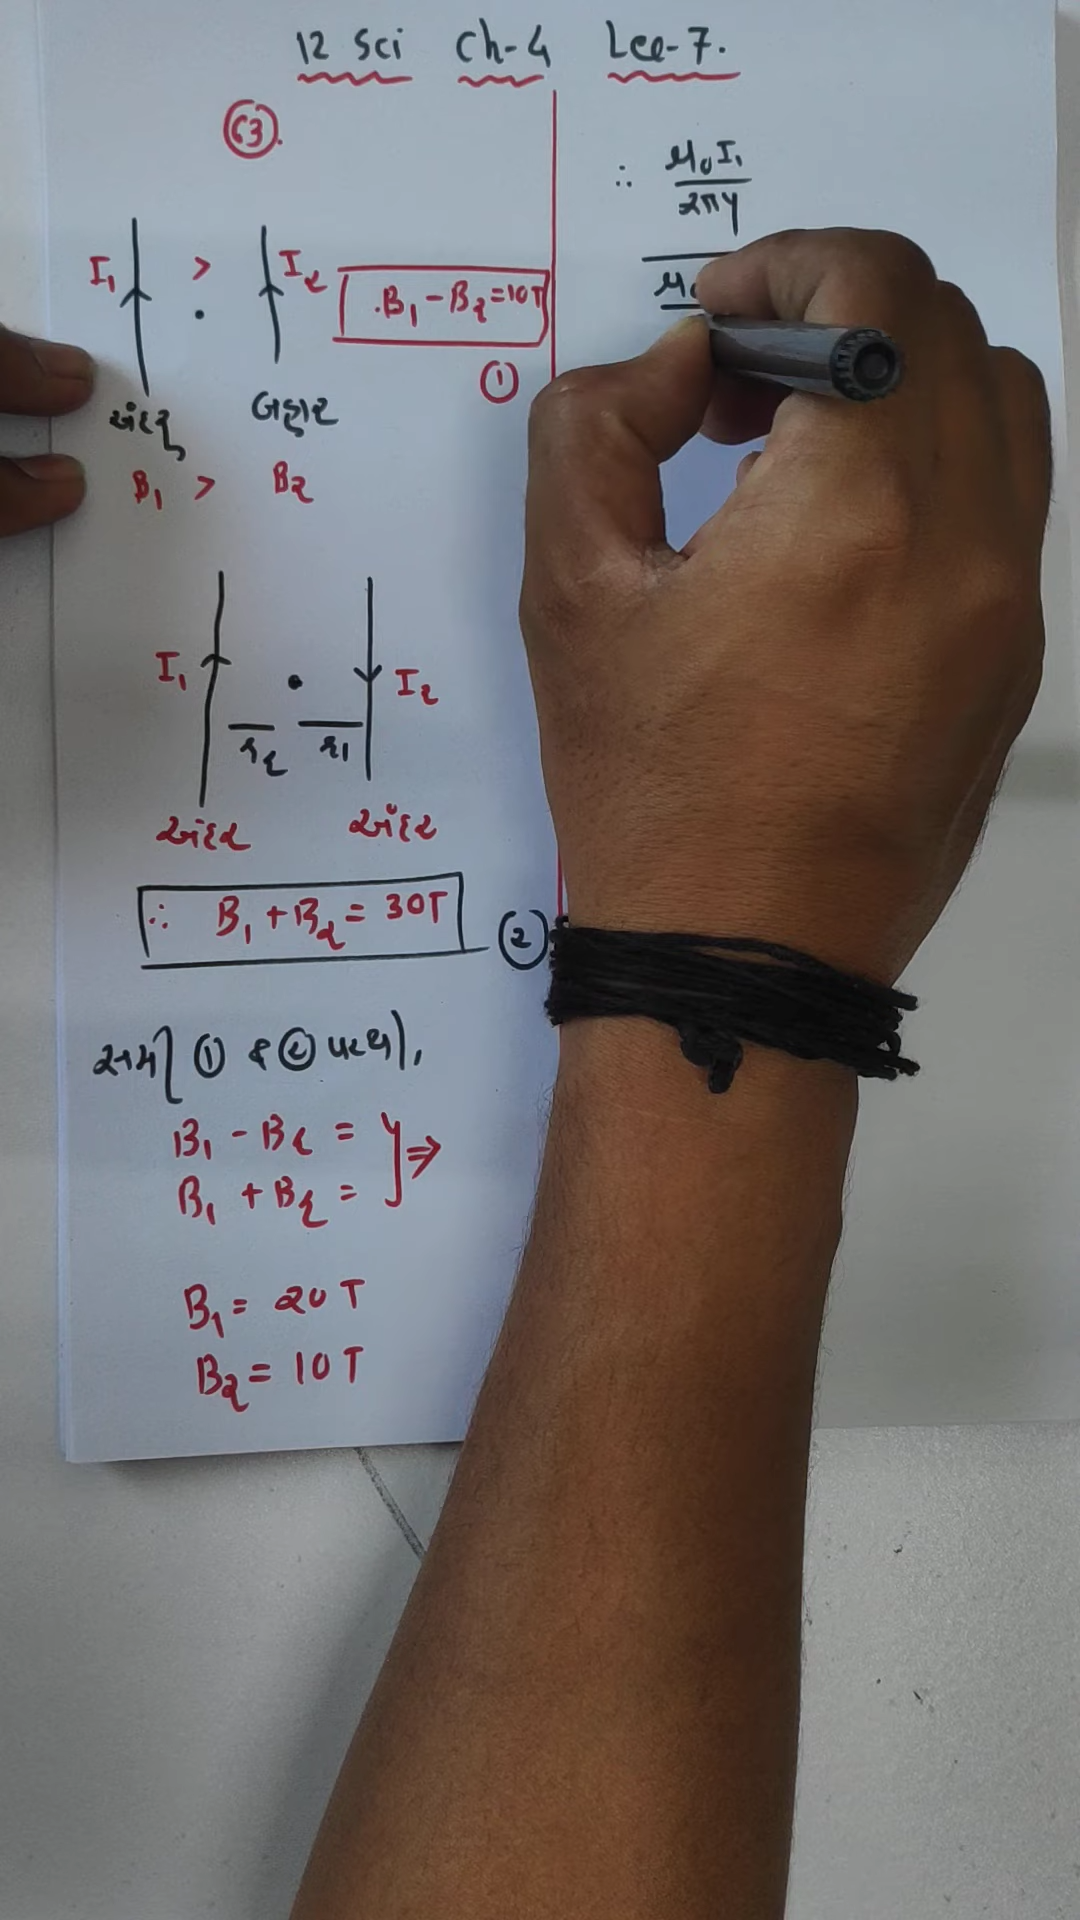 12 Sci Ch-4 Lec-7.
63.
I₁ > I₂
B₁ - B₂ = 10T
①
અંદર બહાર
B₁ > B₂
I₁ I₂
r₂ r₁
અંદર અંદર
∴ B₁ + B₂ = 30T
②
સમી ① & ② પરથી,
B₁ - B₂ =
B₁ + B₂ = } ⇒
B₁ = 20 T
B₂ = 10 T
∴ μ₀I₁
2πy